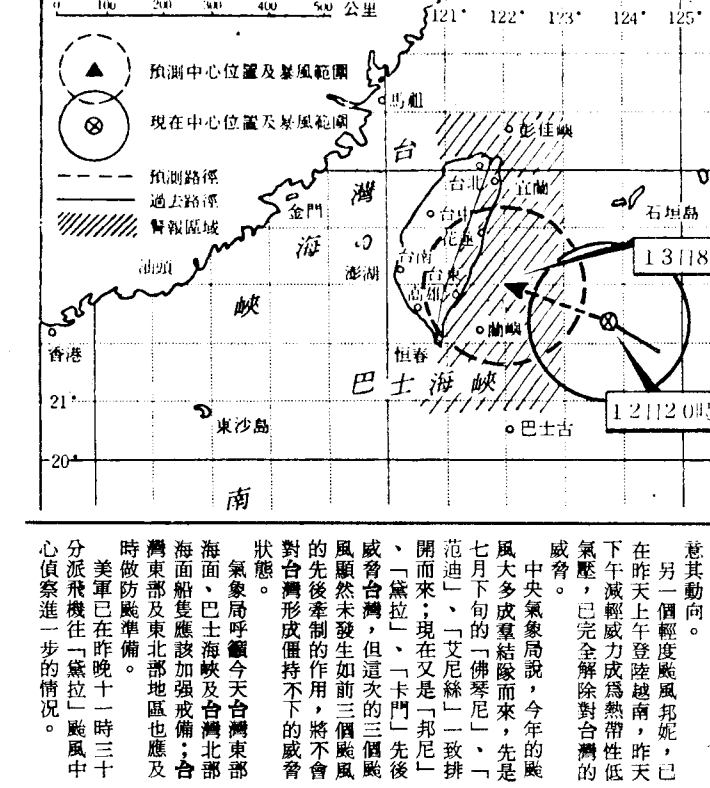 0 100 200 300 400 500 公里
121° 122° 123° 124° 125°
預測中心位置及暴風範圍
現在中心位置及暴風範圍
預測路徑
過去路徑
警報區域
馬祖
彭佳嶼
台灣海峽
台北
宜蘭
金門
台中
花蓮
石垣島
澎湖
台南
台東
高雄
汕頭
13日8
蘭嶼
香港
恒春
巴士海峽
21°
12日20時
東沙島
巴士古
20°
南
意其動向。
另一個輕度颱風邦妮，已
在昨天上午登陸越南，昨天
下午減輕威力成爲熱帶性低
氣壓，已完全解除對台灣的
威脅。
中央氣象局說，今年的颱
風大多成羣結隊而來，先是
七月下旬的「佛琴尼」、「
范迪」、「艾尼絲」一致排
開而來；現在又是「邦尼」
、「黛拉」、「卡門」先後
威脅台灣，但這次的三個颱
風顯然未發生如前三個颱風
的先後牽制的作用，將不會
對台灣形成僵持不下的威脅
狀態。
氣象局呼籲今天台灣東部
海面、巴士海峽及台灣北部
海面船隻應該加强戒備；台
灣東部及東北部地區也應及
時做防颱準備。
美軍已在昨晚十一時三十
分派飛機往「黛拉」颱風中
心偵察進一步的情況。